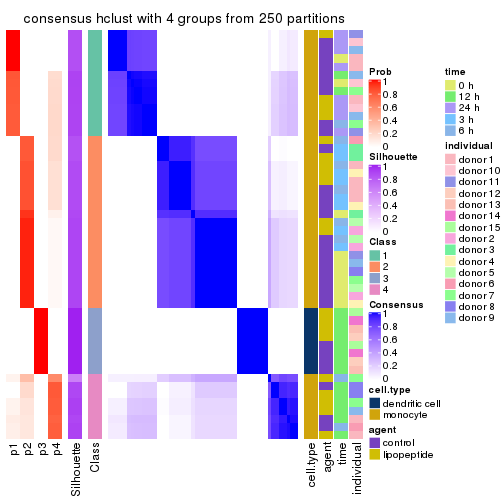 consensus hclust with 4 groups from 250 partitions
Prob
1
0.8
0.6
0.4
0.2
0
Silhouette
1
0.8
0.6
0.4
0.2
0
Class
1
2
3
4
Consensus
1
0.8
0.6
0.4
0.2
0
cell.type
dendritic cell
monocyte
agent
control
lipopeptide
time
0 h
12 h
24 h
3 h
6 h
individual
donor 1
donor 10
donor 11
donor 12
donor 13
donor 14
donor 15
donor 2
donor 3
donor 4
donor 5
donor 6
donor 7
donor 8
donor 9
p1
p2
p3
p4
Silhouette
Class
cell.type
agent
time
individual